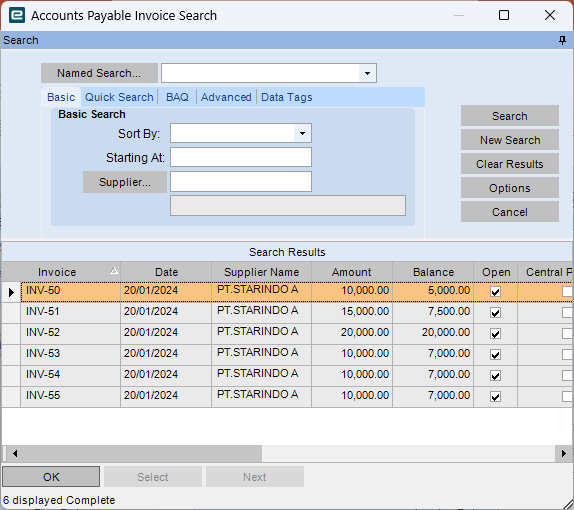 Accounts Payable Invoice Search
Search
Named Search...
Basic Quick Search BAQ Advanced Data Tags
Basic Search
Sort By:
Starting At:
Supplier...
Search
New Search
Clear Results
Options
Cancel
Search Results
Invoice Date Supplier Name Amount Balance Open Central P
INV-50 20/01/2024 PT.STARINDO A 10,000.00 5,000.00
INV-51 20/01/2024 PT.STARINDO A 15,000.00 7,500.00
INV-52 20/01/2024 PT.STARINDO A 20,000.00 20,000.00
INV-53 20/01/2024 PT.STARINDO A 10,000.00 7,000.00
INV-54 20/01/2024 PT.STARINDO A 10,000.00 7,000.00
INV-55 20/01/2024 PT.STARINDO A 10,000.00 7,000.00
OK Select Next
6 displayed Complete